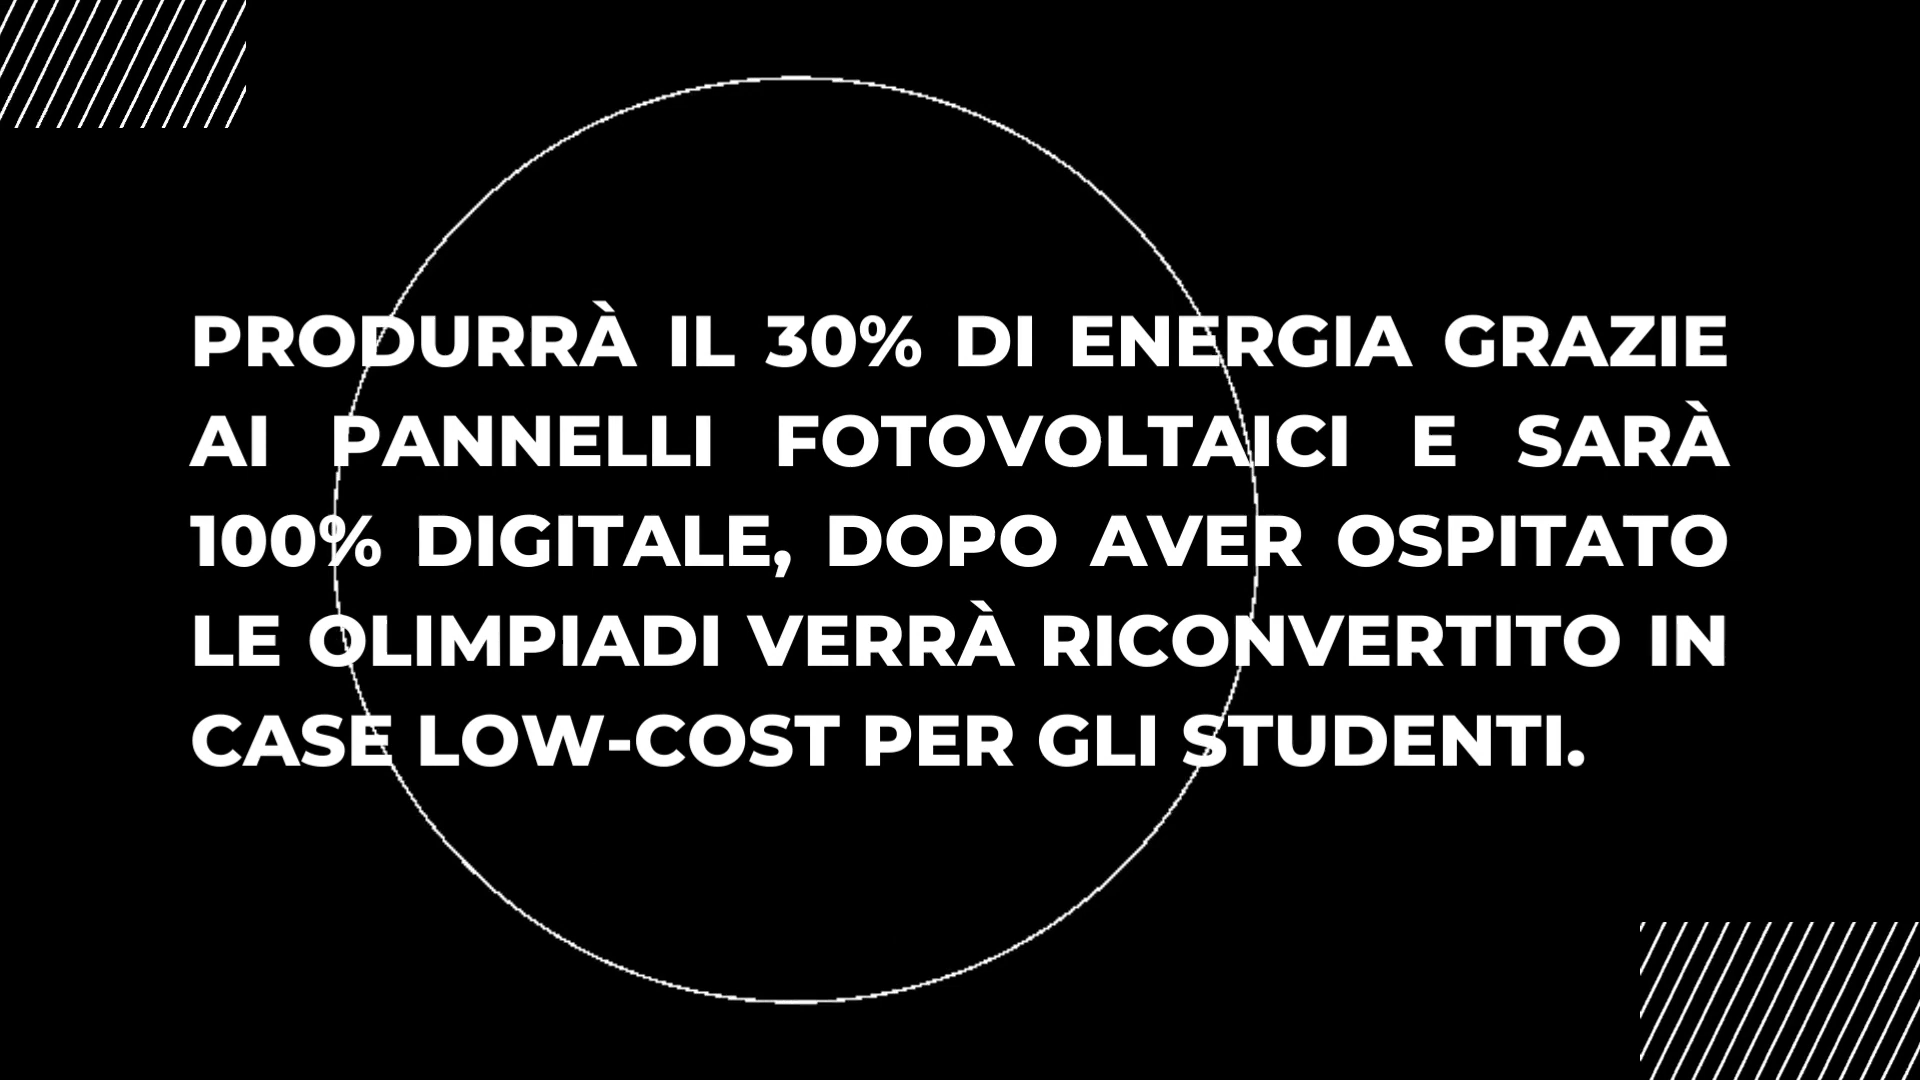 PRODURRÀ IL 30% DI ENERGIA GRAZIE
AI PANNELLI FOTOVOLTAICI E SARÀ
100% DIGITALE, DOPO AVER OSPITATO
LE OLIMPIADI VERRÀ RICONVERTITO IN
CASE LOW-COST PER GLI STUDENTI.